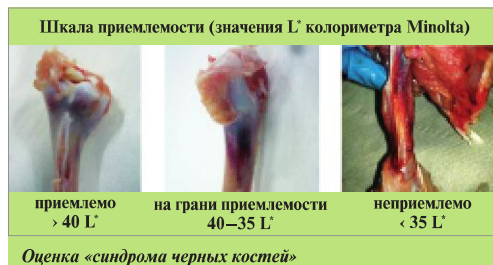 Шкала приемлемости (значения L* колориметра Minolta)
приемлемо
> 40 L*
на грани приемлемости
40–35 L*
неприемлемо
< 35 L*
Оценка «синдрома черных костей»